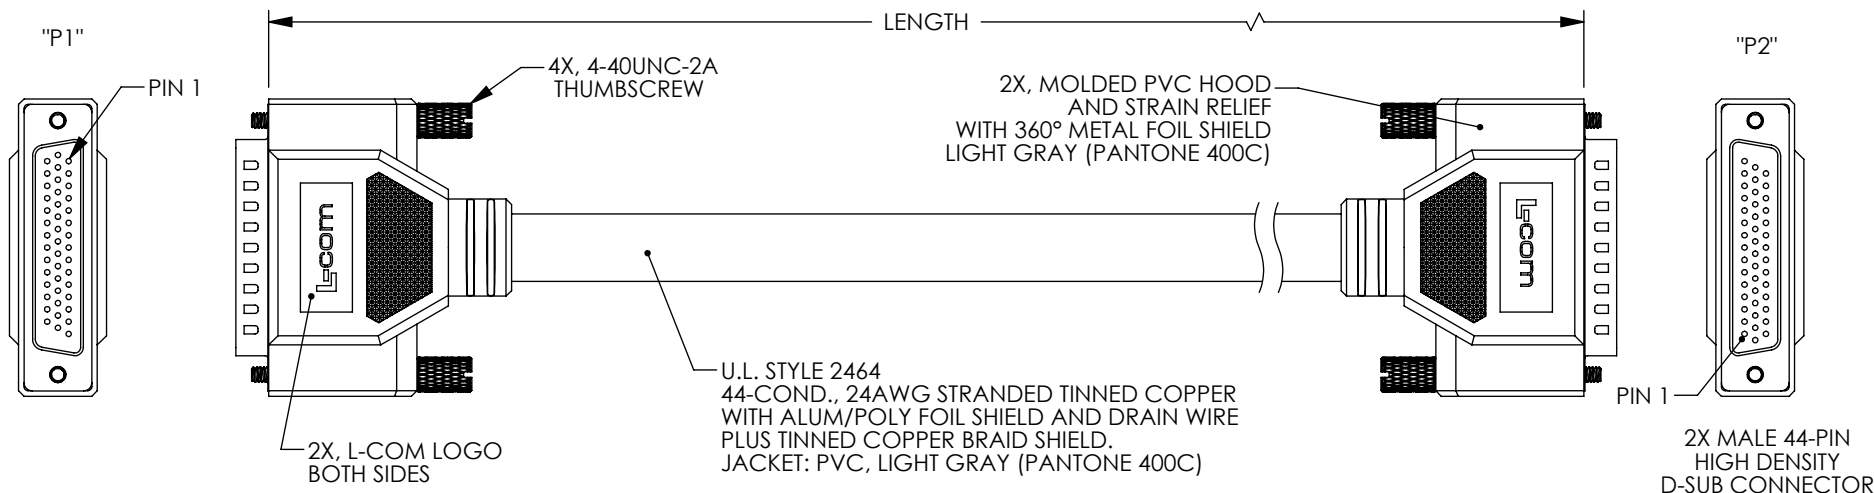 LENGTH
"P1"
"P2"
PIN 1
4X, 4-40UNC-2A
THUMBSCREW
2X, MOLDED PVC HOOD
AND STRAIN RELIEF
WITH 360° METAL FOIL SHIELD
LIGHT GRAY (PANTONE 400C)
L-com
L-com
U.L. STYLE 2464
44-COND., 24AWG STRANDED TINNED COPPER
WITH ALUM/POLY FOIL SHIELD AND DRAIN WIRE
PLUS TINNED COPPER BRAID SHIELD.
JACKET: PVC, LIGHT GRAY (PANTONE 400C)
2X, L-COM LOGO
BOTH SIDES
PIN 1
2X MALE 44-PIN
HIGH DENSITY
D-SUB CONNECTOR